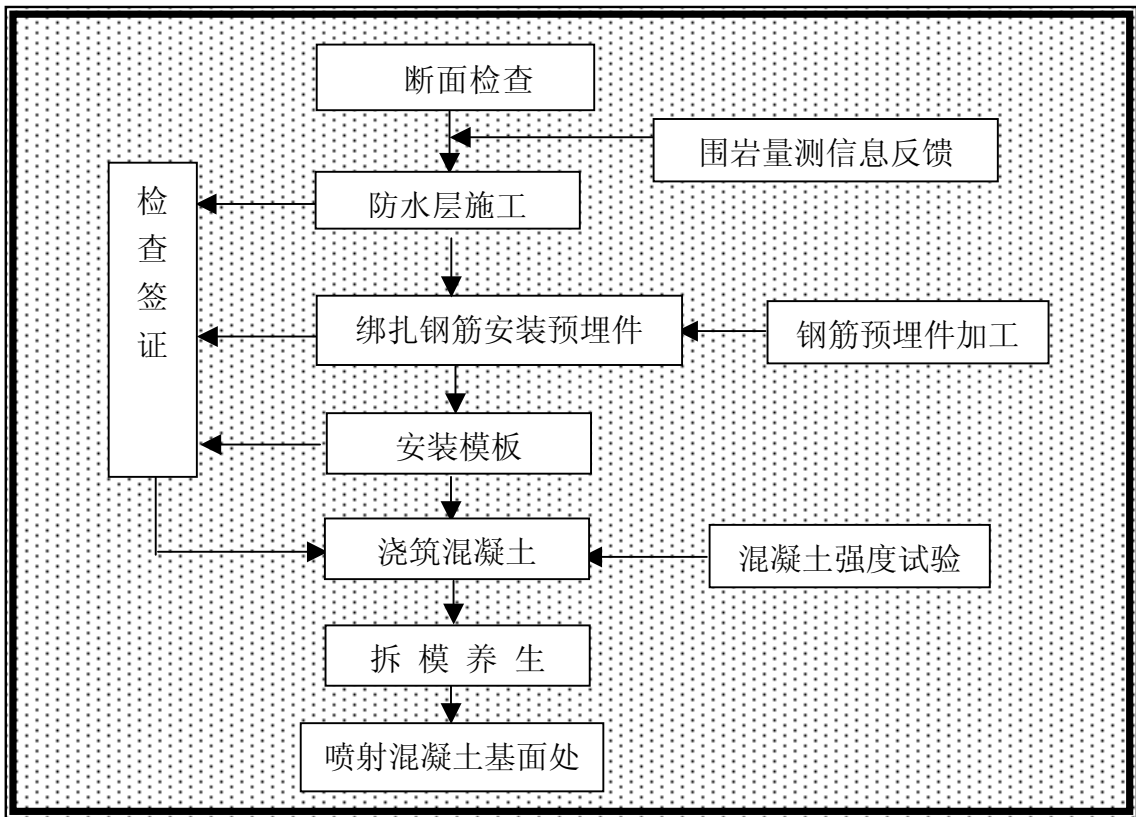 断面检查
围岩量测信息反馈
检查签证
防水层施工
绑扎钢筋安装预埋件
钢筋预埋件加工
安装模板
浇筑混凝土
混凝土强度试验
拆 模 养 生
喷射混凝土基面处